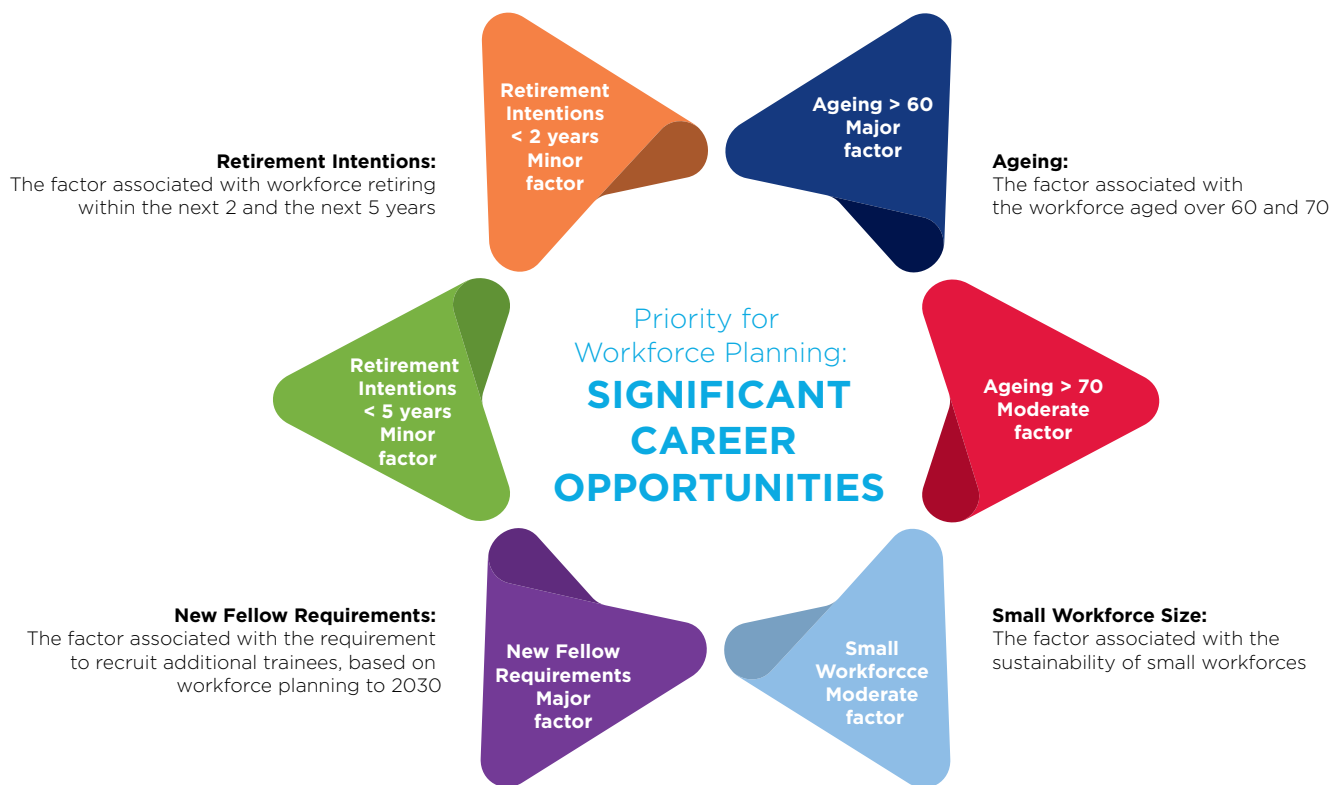 Retirement
Intentions
< 2 years
Minor
factor
Ageing > 60
Major
factor
Retirement Intentions:
The factor associated with workforce retiring
within the next 2 and the next 5 years
Ageing:
The factor associated with
the workforce aged over 60 and 70
Priority for
Workforce Planning:
SIGNIFICANT
CAREER
OPPORTUNITIES
Retirement
Intentions
< 5 years
Minor
factor
Ageing > 70
Moderate
factor
New Fellow Requirements:
The factor associated with the requirement
to recruit additional trainees, based on
workforce planning to 2030
New Fellow
Requirements
Major
factor
Small
Workforcce
Moderate
factor
Small Workforce Size:
The factor associated with the
sustainability of small workforces